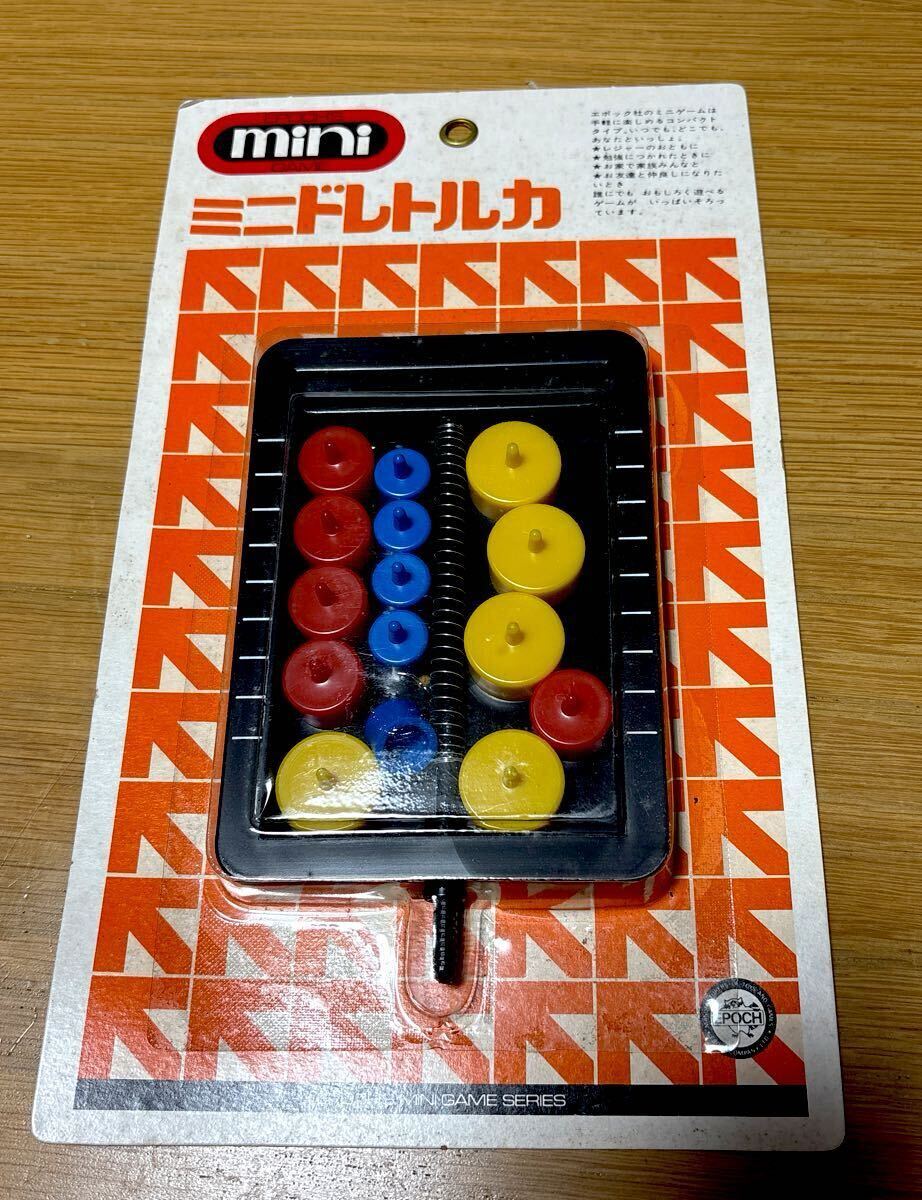 mini
ミニドレトルカ
エポック社のミニゲームは
手軽に楽しめるコンパクト
タイプ。いつでも、どこでも、
あなたといっしょ。
★レジャーのおともに
★勉強につかれたときに
★お家で家族みんなと
★お友達と仲良しになりた
いとき
誰にでも おもしろく遊べる
ゲームが いっぱいそろっ
ています。
EPOCH
MINI GAME SERIES